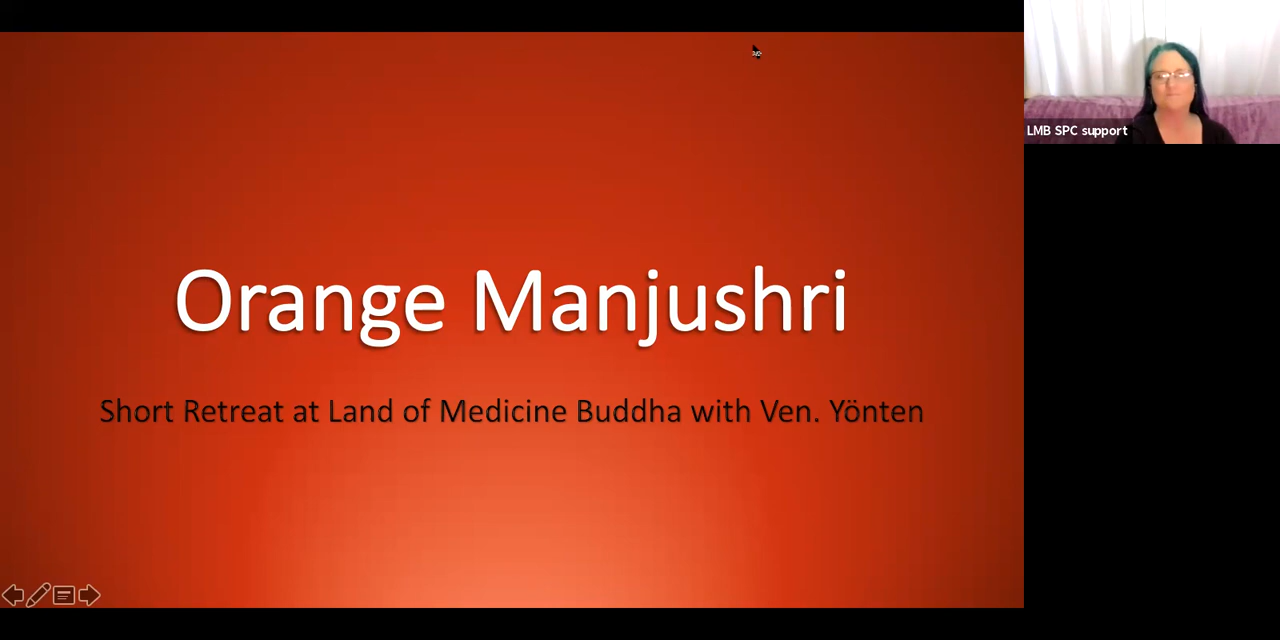 Orange Manjushri
Short Retreat at Land of Medicine Buddha with Ven. Yönten
LMB SPC support